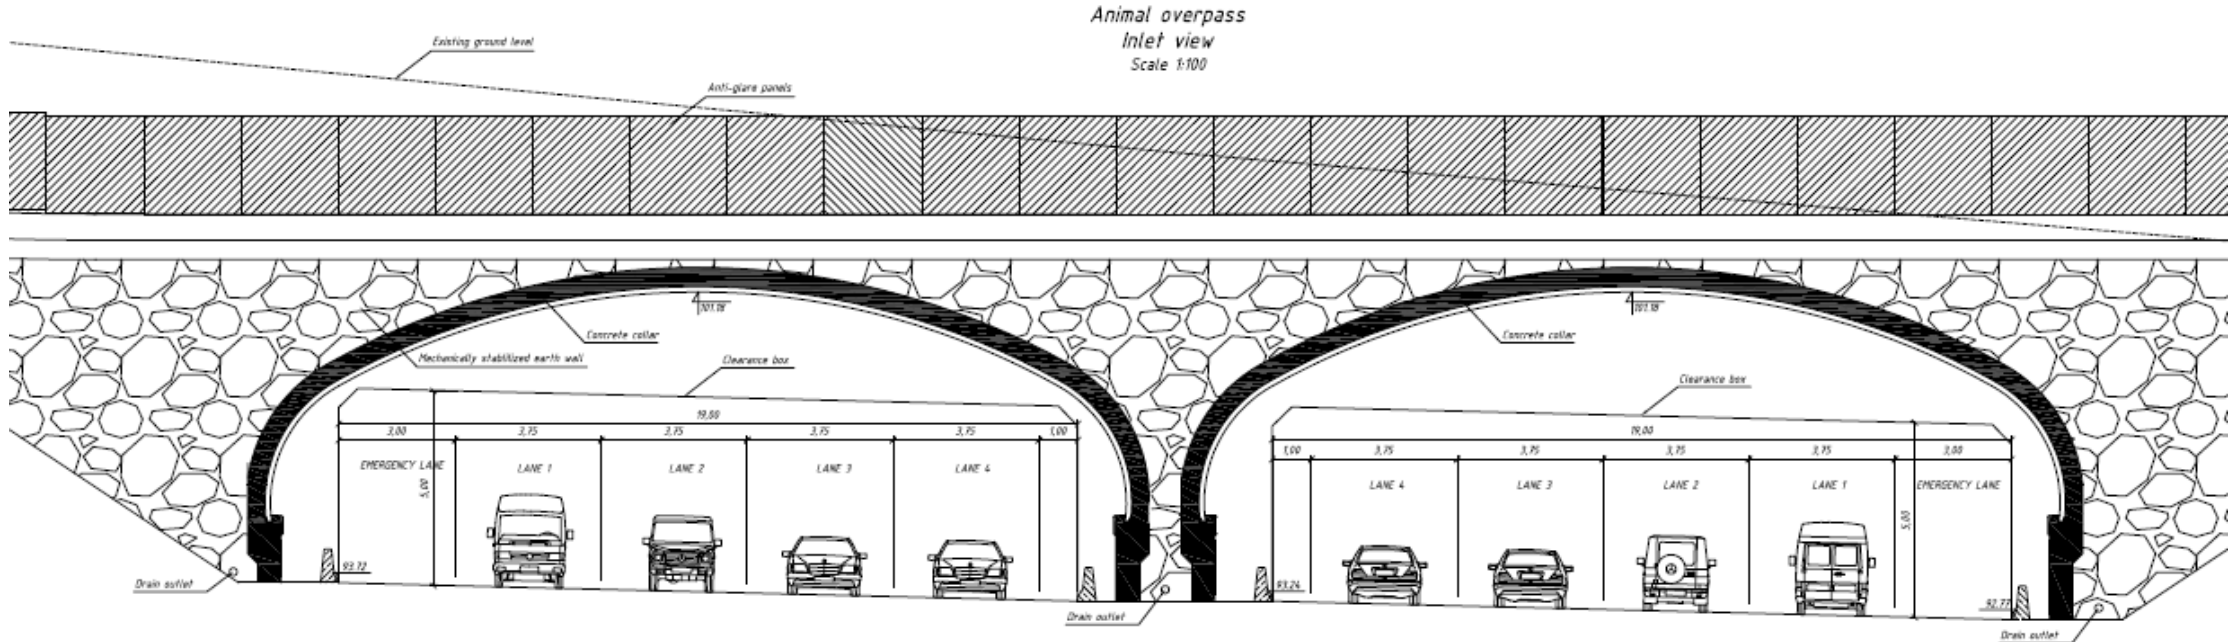 Animal overpass
Inlet view
Scale 1:100
Existing ground level
Anti-glare panels
101.18
101.18
Concrete collar
Concrete collar
Mechanically stabtilized earth wall
Clearance box
Clearance box
19,00
19,00
3,00
3,75
3,75
3,75
3,75
1,00
1,00
3,75
3,75
3,75
3,75
3,00
EMERGENCY LANE
LANE 1
LANE 2
LANE 3
LANE 4
LANE 4
LANE 3
LANE 2
LANE 1
EMERGENCY LANE
5,00
5,00
93.72
93.24
92.77
Drain outlet
Drain outlet
Drain outlet